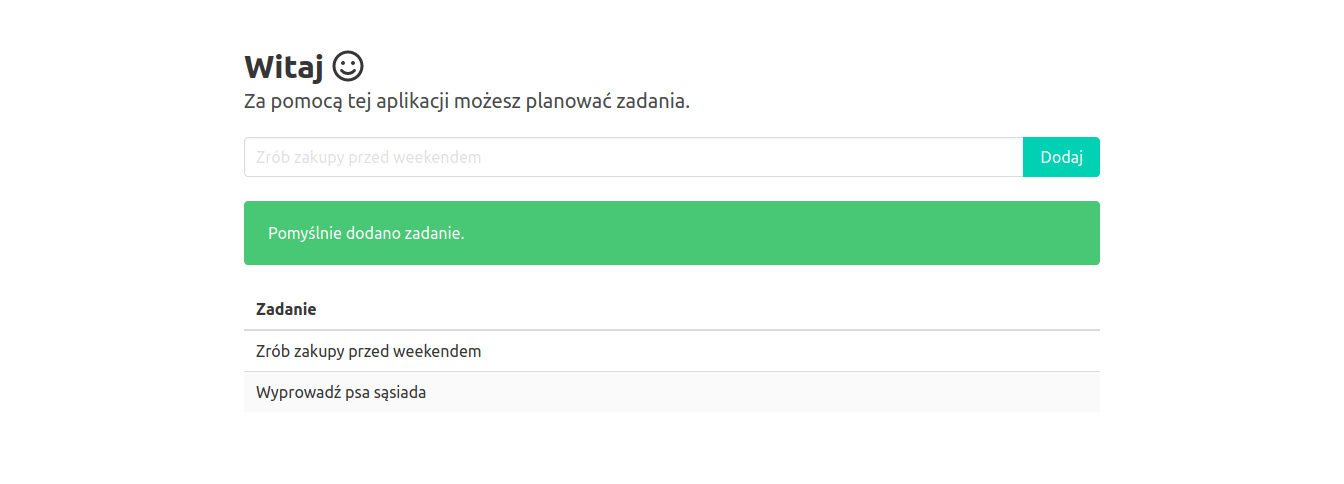 Witaj
Za pomocą tej aplikacji możesz planować zadania.
Zrób zakupy przed weekendem
Dodaj
Pomyślnie dodano zadanie.
Zadanie
Zrób zakupy przed weekendem
Wyprowadź psa sąsiada